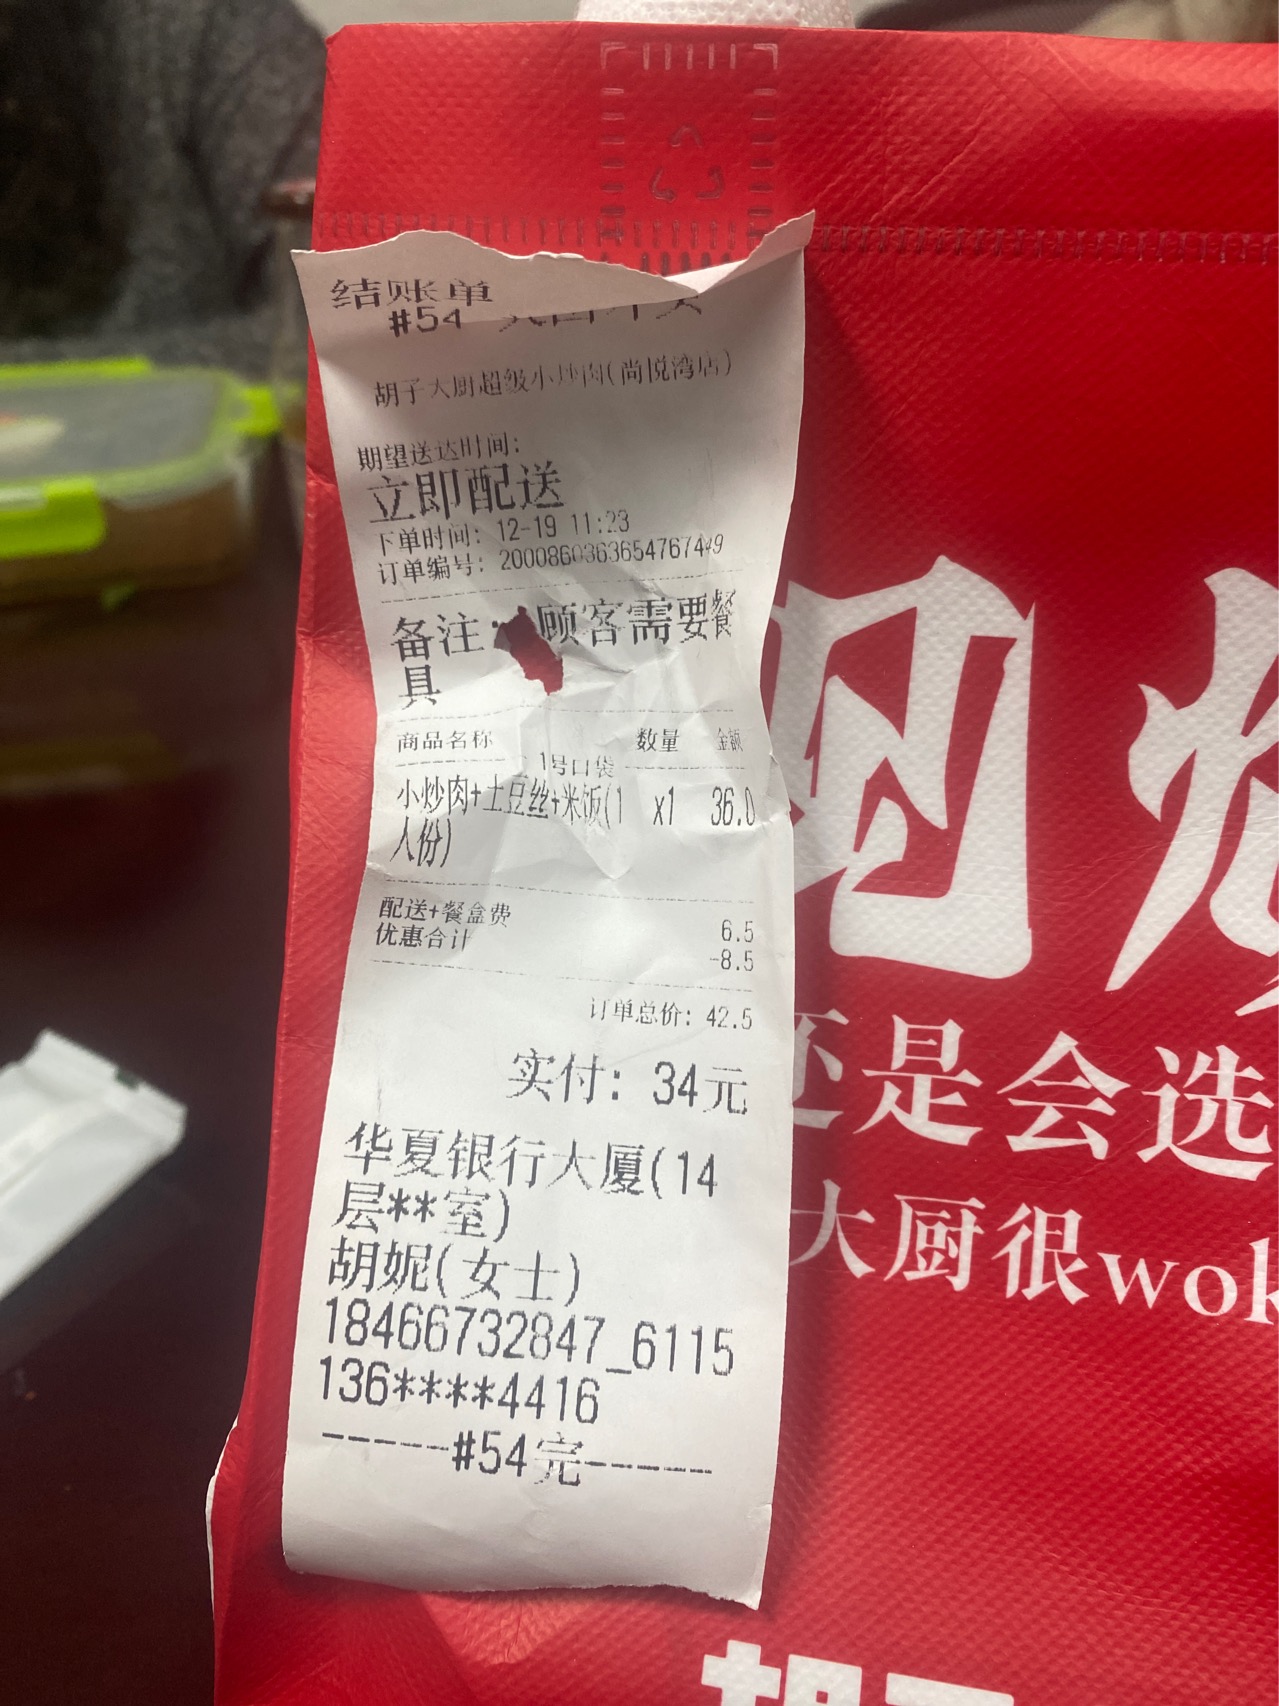 结账单
#54
胡子大厨超级小炒肉(尚悦湾店)
期望送达时间:
立即配送
下单时间: 12-19 11:23
订单编号: 2000860363654767449
备注: 顾客需要餐
具
商品名称 数量 金额
1号口袋
小炒肉+土豆丝+米饭(1 x1 36.0
人份)
配送+餐盒费 6.5
优惠合计 -8.5
订单总价: 42.5
实付: 34元
华夏银行大厦(14
层**室)
胡妮(女士)
18466732847_6115
136****4416
-----#54完------
还是会选
大厨很wok